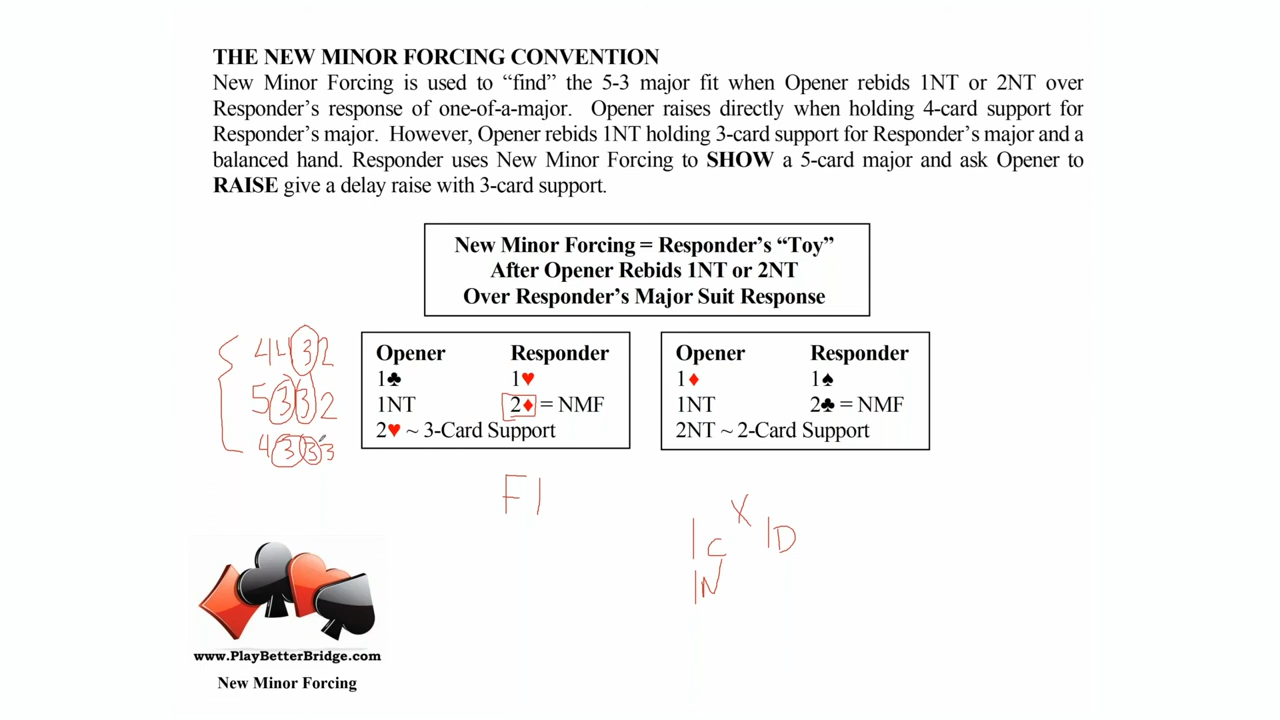 THE NEW MINOR FORCING CONVENTION
New Minor Forcing is used to “find” the 5-3 major fit when Opener rebids 1NT or 2NT over
Responder’s response of one-of-a-major. Opener raises directly when holding 4-card support for
Responder’s major. However, Opener rebids 1NT holding 3-card support for Responder’s major and a
balanced hand. Responder uses New Minor Forcing to SHOW a 5-card major and ask Opener to
RAISE give a delay raise with 3-card support.
New Minor Forcing = Responder’s “Toy”
After Opener Rebids 1NT or 2NT
Over Responder’s Major Suit Response
4432
5332
4333
Opener Responder
1♣ 1♥
1NT 2♦ = NMF
2♥ ~ 3-Card Support
Opener Responder
1♦ 1♠
1NT 2♣ = NMF
2NT ~ 2-Card Support
F1
1C X 1D
1N
www.PlayBetterBridge.com
New Minor Forcing